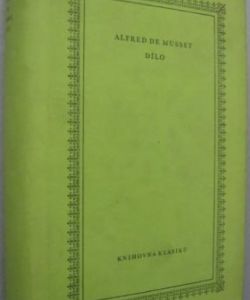 ALFRED DE MUSSET
DÍLO
KNIHOVNA KLASIKŮ